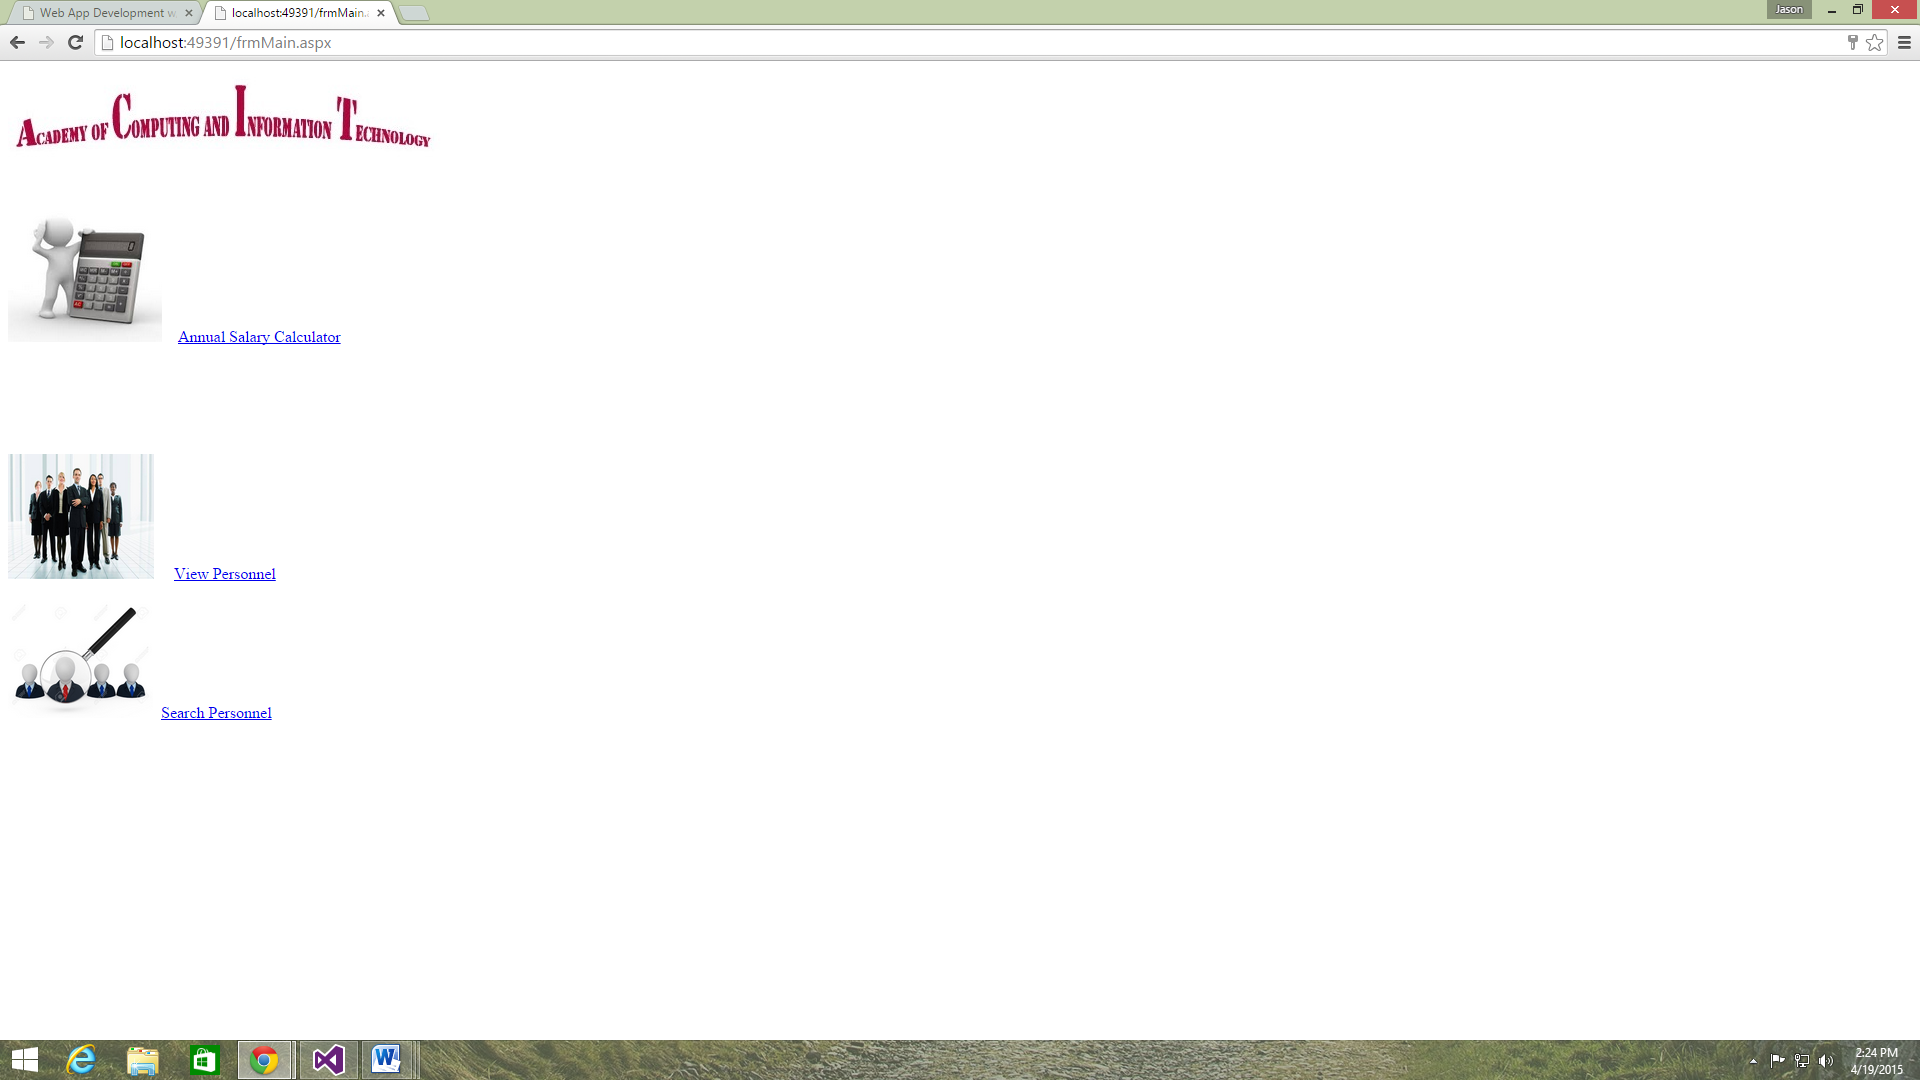 Web App Development w
localhost:49391/frmMain.a
Jason
localhost:49391/frmMain.aspx
Academy of Computing and Information Technology
Annual Salary Calculator
View Personnel
Search Personnel
2:24 PM
4/19/2015